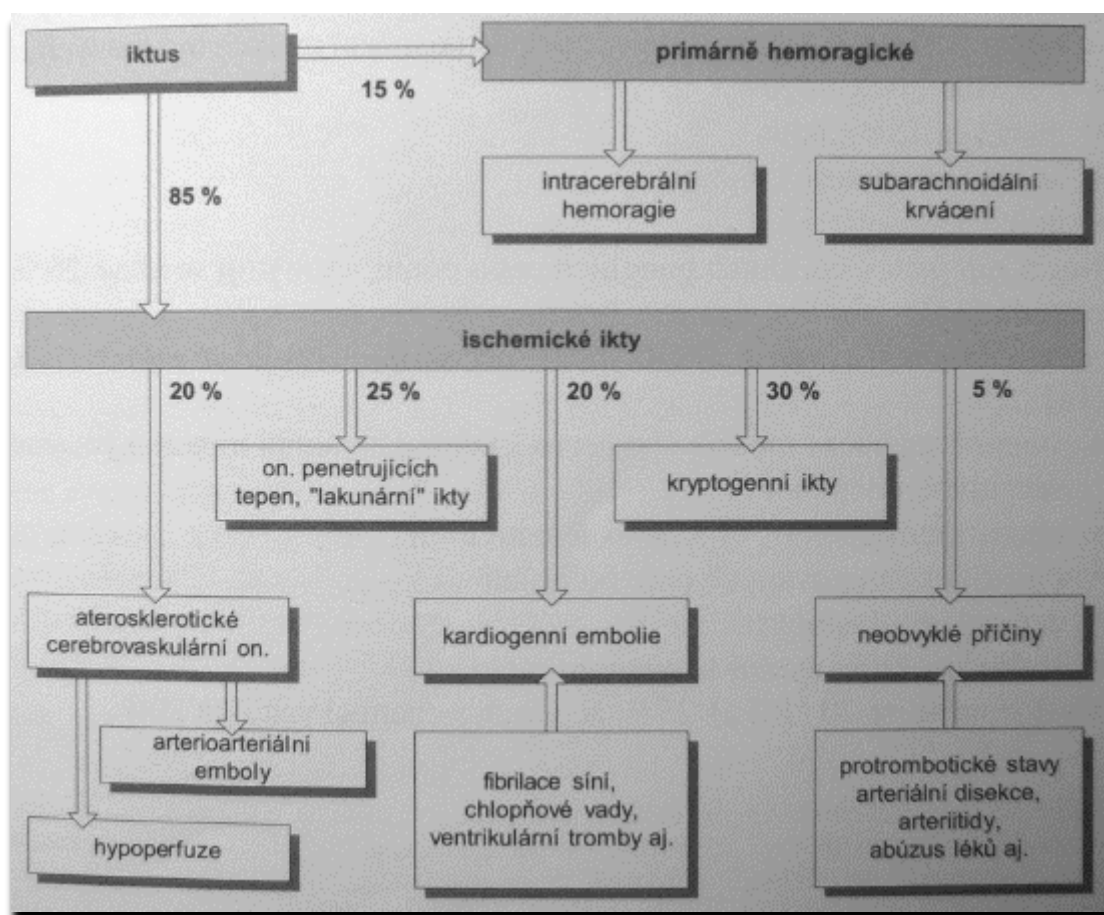 iktus
primárně hemoragické
15 %
85 %
intracerebrální
hemoragie
subarachnoidální
krvácení
ischemické ikty
20 %
25 %
20 %
30 %
5 %
on. penetrujících
tepen, "lakunární" ikty
kryptogenní ikty
aterosklerotické
cerebrovaskulární on.
kardiogenní embolie
neobvyklé příčiny
arterioarteriální
emboly
hypoperfuze
fibrilace síní,
chlopňové vady,
ventrikulární tromby aj.
protrombotické stavy
arteriální disekce,
arteriitidy,
abúzus léků aj.